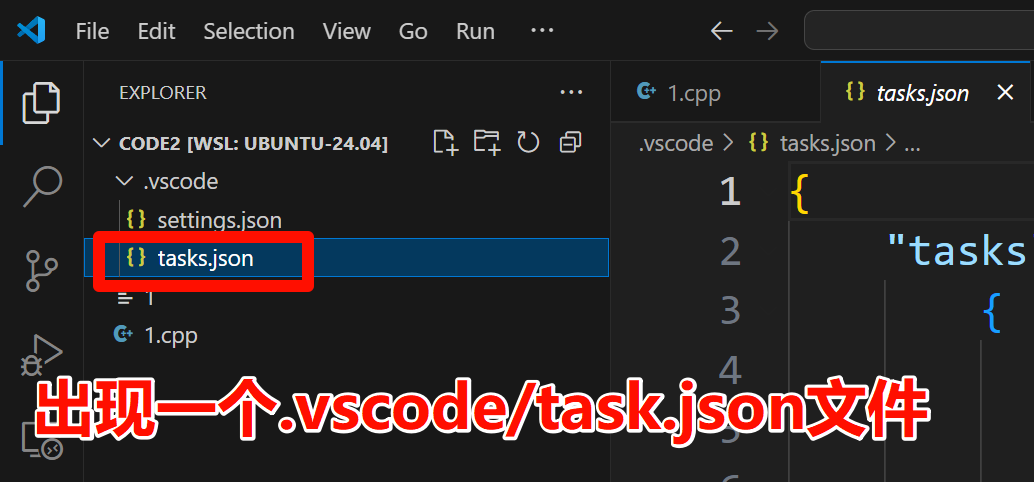 File Edit Selection View Go Run ...
EXPLORER ...
1.cpp
tasks.json
CODE2 [WSL: UBUNTU-24.04]
.vscode > {} tasks.json > ...
.vscode
{} settings.json
{} tasks.json
1
1.cpp
1 {
2 "tasks
3 {
4
5
6
出现一个.vscode/task.json文件